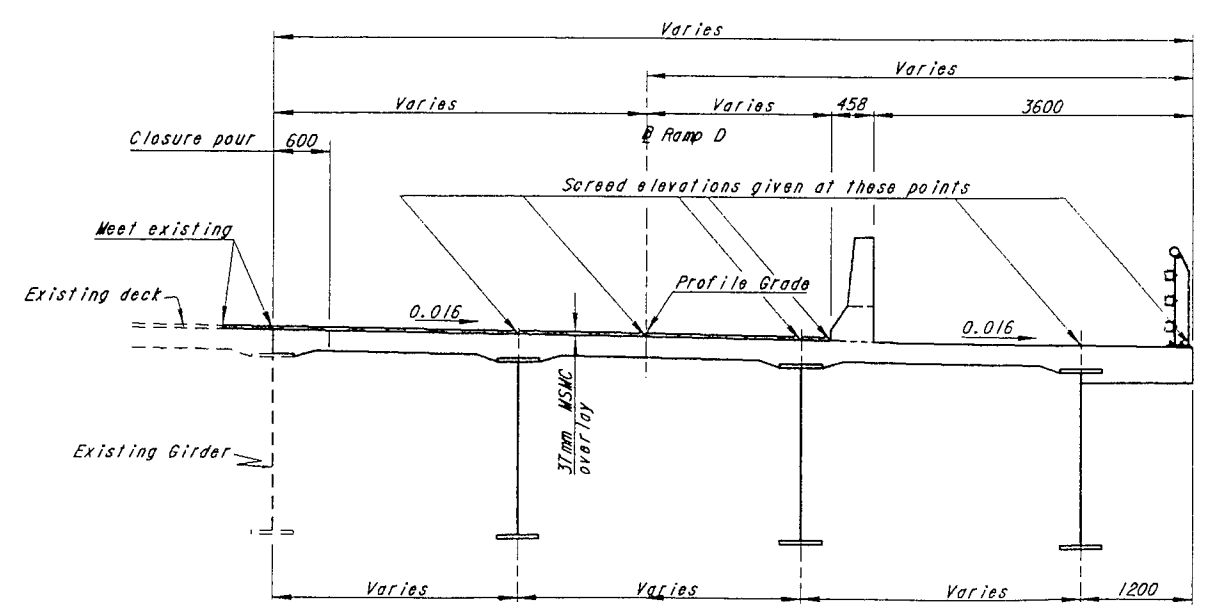 Varies
Varies
Varies
Varies
458
3600
Closure pour
600
℄ Ramp D
Screed elevations given at these points
Meet existing
Profile Grade
Existing deck
0.016
0.016
37mm MSMC
overlay
Existing Girder
Varies
Varies
Varies
1200